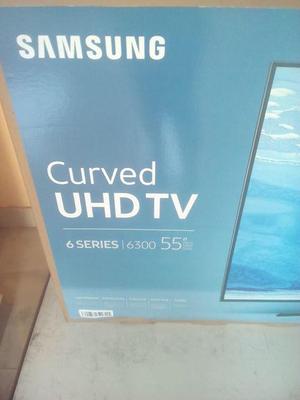 SAMSUNG
Curved
UHD TV
6 SERIES | 6300 55"